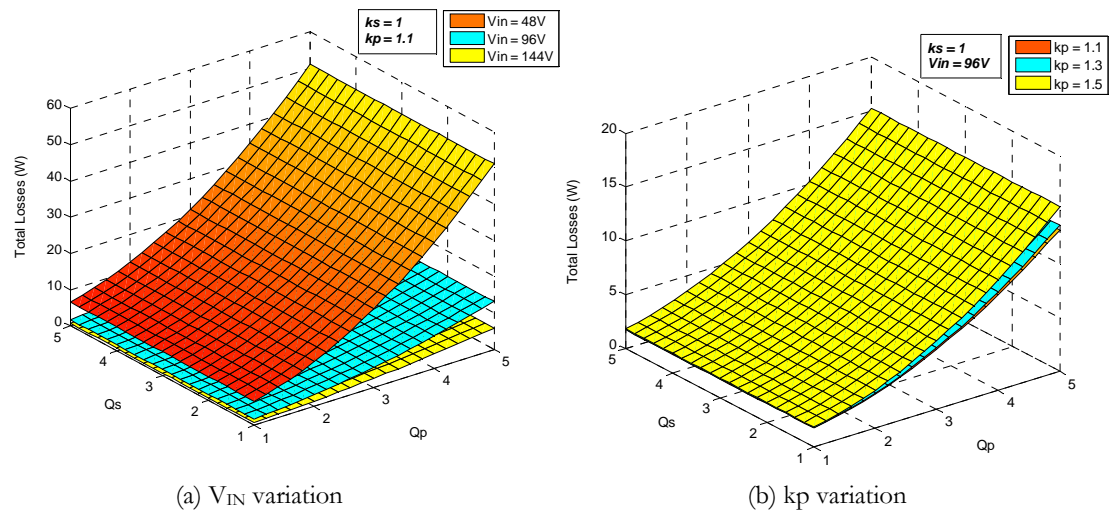 ks = 1
kp = 1.1
Vin = 48V
Vin = 96V
Vin = 144V
60
50
40
30
20
10
0
Total Losses (W)
5
4
3
2
1
Qs
1
2
3
4
5
Qp
(a) VIN variation
ks = 1
Vin = 96V
kp = 1.1
kp = 1.3
kp = 1.5
20
15
10
5
0
Total Losses (W)
5
4
3
2
1
Qs
1
2
3
4
5
Qp
(b) kp variation